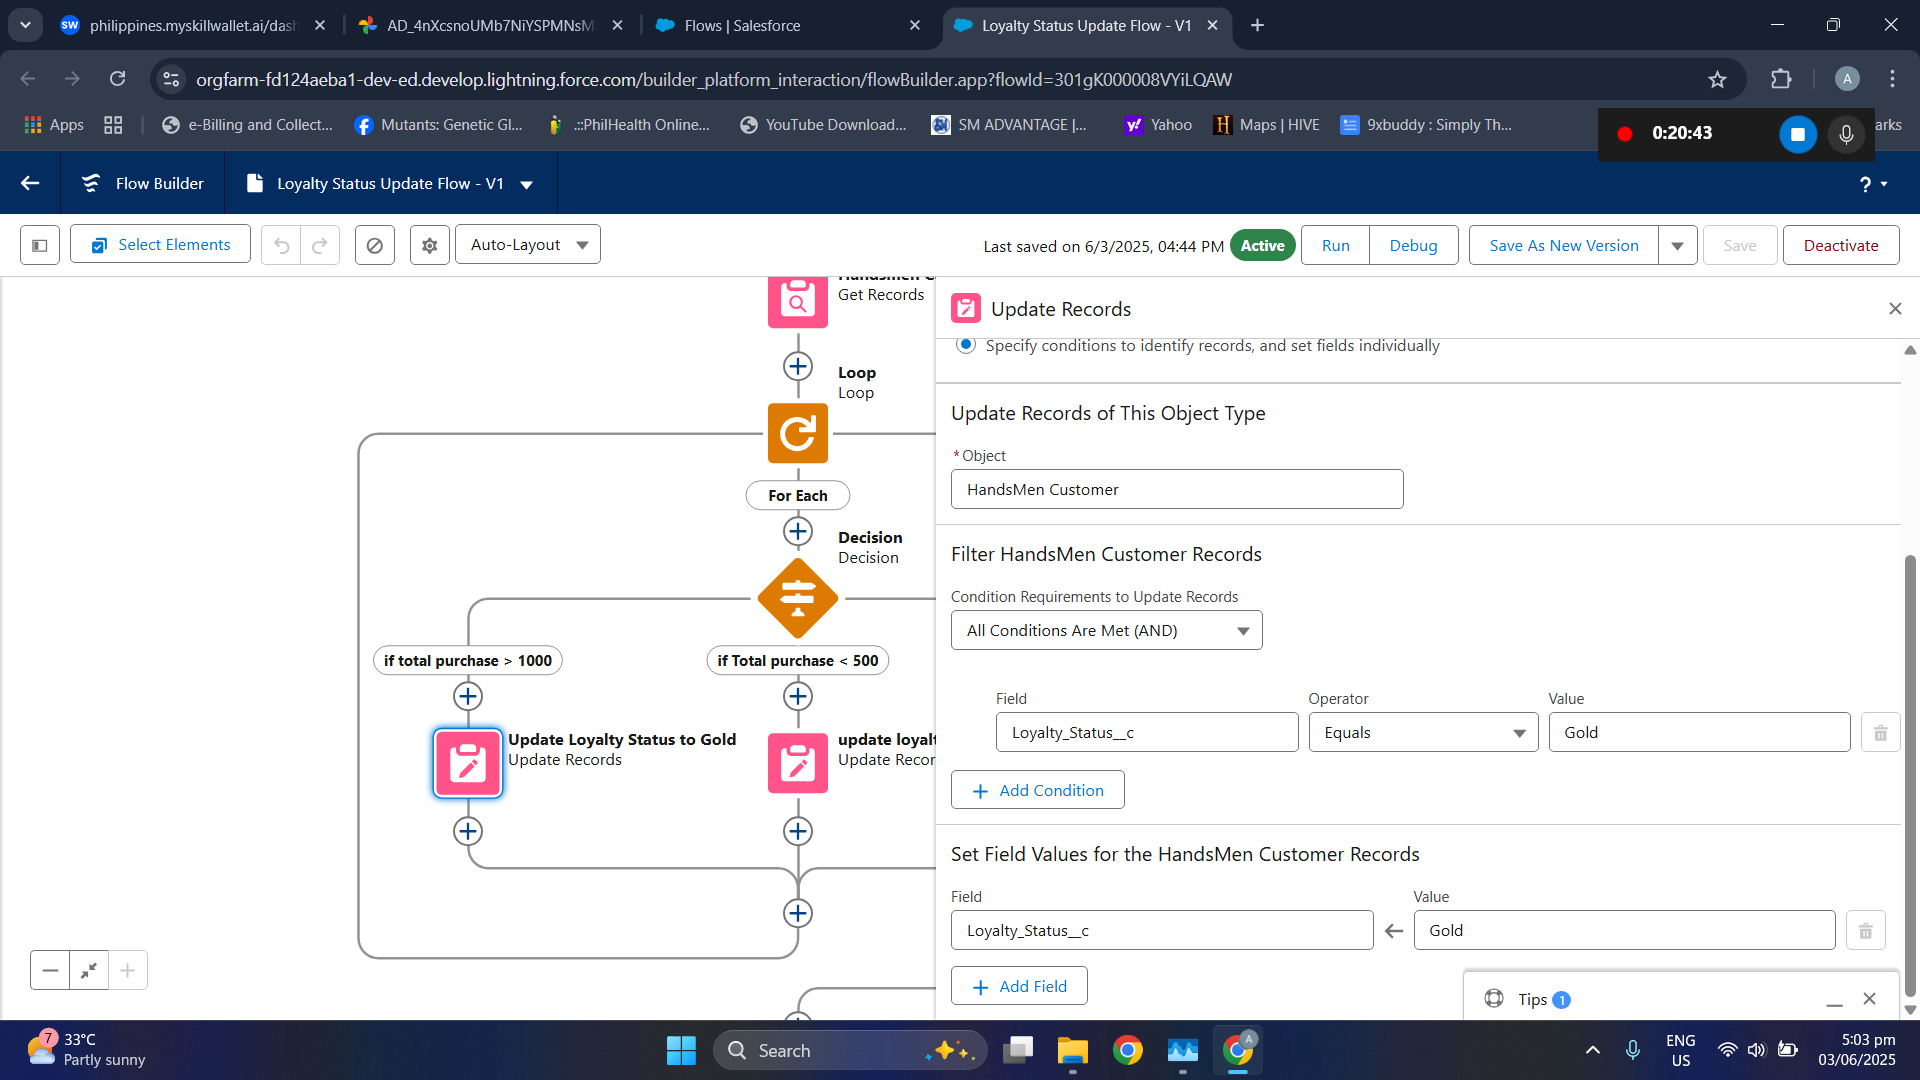 philippines.myskillwallet.ai/dash
AD_4nXcsnoUMb7NiYSPMNsM
Flows | Salesforce
Loyalty Status Update Flow - V1
orgfarm-fd124aeba1-dev-ed.develop.lightning.force.com/builder_platform_interaction/flowBuilder.app?flowId=301gK000008VYiLQAW
A
Apps
e-Billing and Collect...
Mutants: Genetic Gl...
.::PhilHealth Online...
YouTube Download...
SM ADVANTAGE |...
Yahoo
Maps | HIVE
9xbuddy : Simply Th...
0:20:43
arks
Flow Builder
Loyalty Status Update Flow - V1
?
Select Elements
Auto-Layout
Last saved on 6/3/2025, 04:44 PM
Active
Run
Debug
Save As New Version
Save
Deactivate
Get Records
Loop
Loop
For Each
Decision
Decision
if total purchase > 1000
if Total purchase < 500
Update Loyalty Status to Gold
Update Records
update loyalt
Update Recor
Update Records
Specify conditions to identify records, and set fields individually
Update Records of This Object Type
* Object
HandsMen Customer
Filter HandsMen Customer Records
Condition Requirements to Update Records
All Conditions Are Met (AND)
Field
Operator
Value
Loyalty_Status__c
Equals
Gold
+ Add Condition
Set Field Values for the HandsMen Customer Records
Field
Value
Loyalty_Status__c
Gold
+ Add Field
Tips 1
7
33°C
Partly sunny
Search
A
ENG
US
5:03 pm
03/06/2025